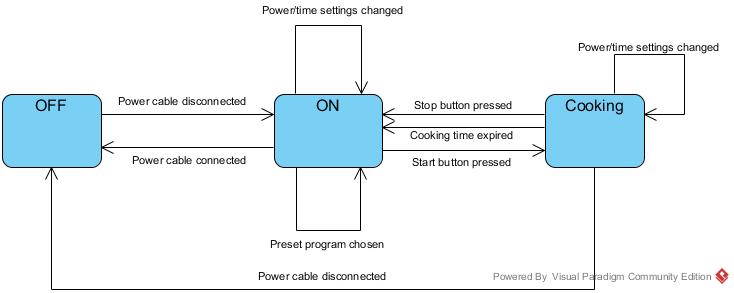 Power/time settings changed
Power/time settings changed
OFF
Power cable disconnected
ON
Stop button pressed
Cooking
Cooking time expired
Power cable connected
Start button pressed
Preset program chosen
Power cable disconnected
Powered By Visual Paradigm Community Edition